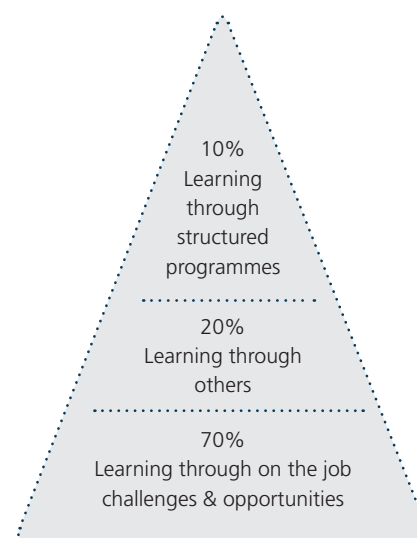 10%
Learning
through
structured
programmes
20%
Learning through
others
70%
Learning through on the job
challenges & opportunities